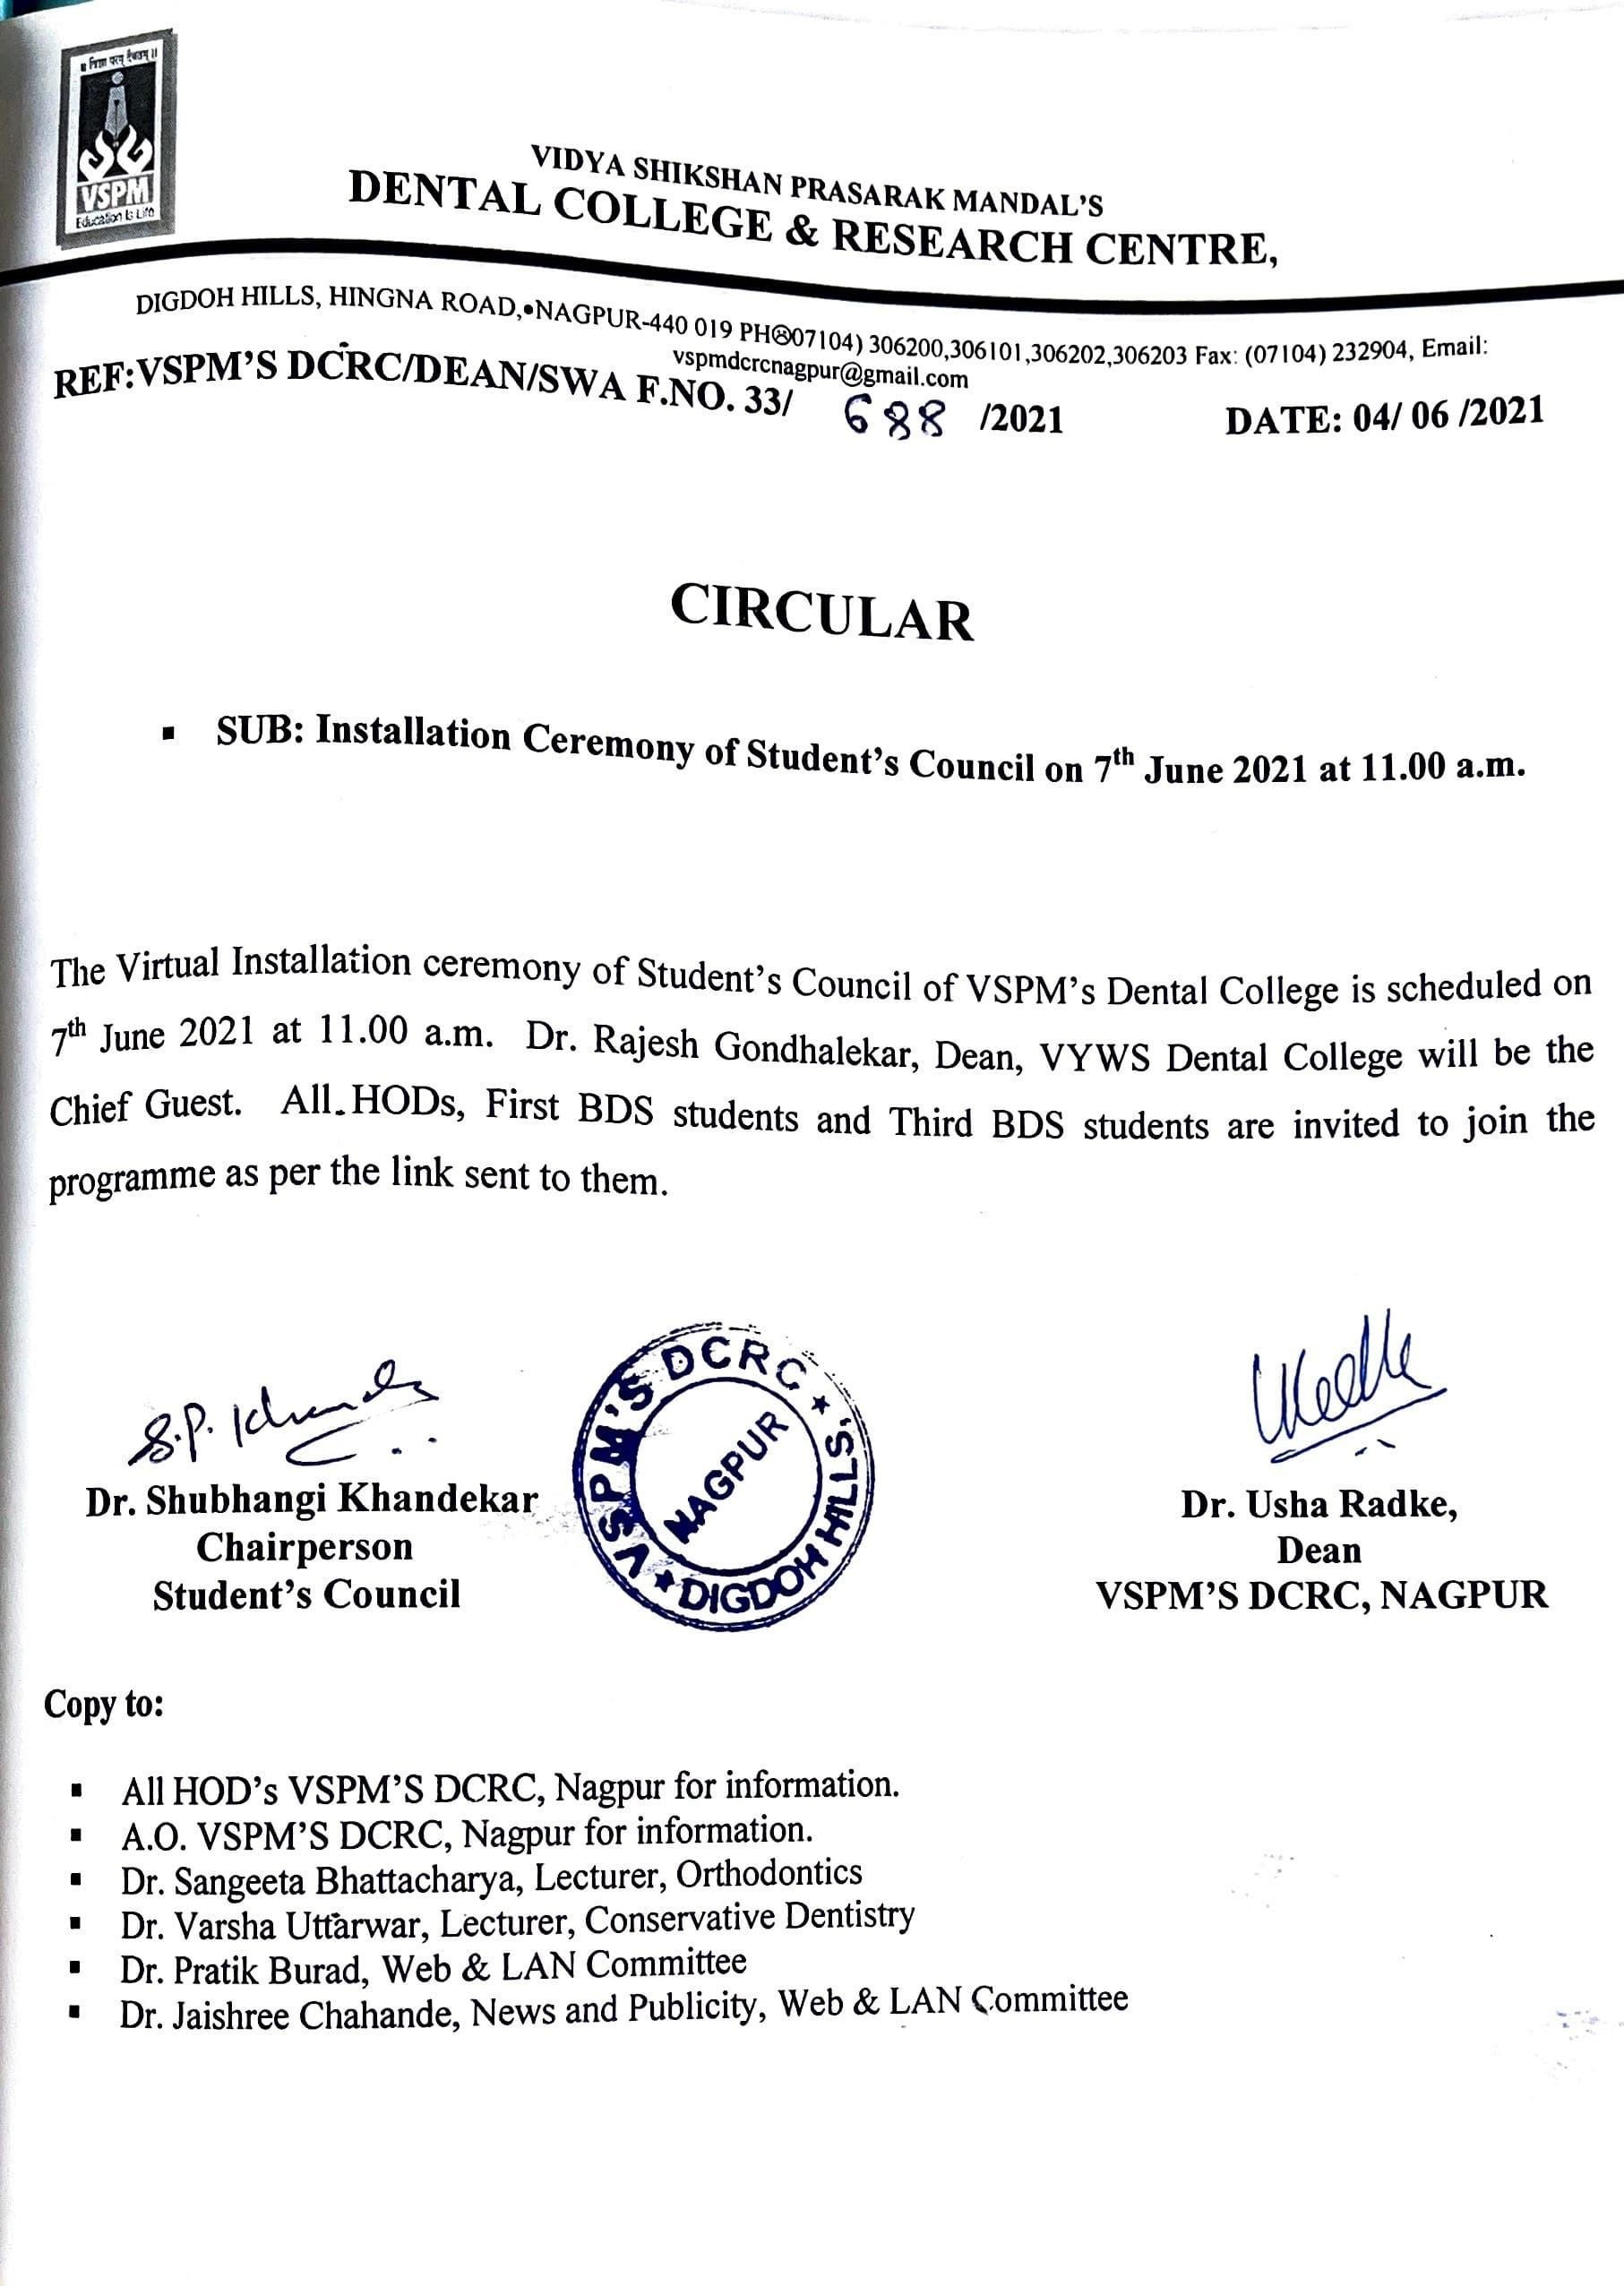 ॥ विद्या परम् दैवतम् ॥
VSPM
Education Is Life
VIDYA SHIKSHAN PRASARAK MANDAL'S
DENTAL COLLEGE & RESEARCH CENTRE,
DIGDOH HILLS, HINGNA ROAD,•NAGPUR-440 019 PH⊗07104) 306200,306101,306202,306203 Fax: (07104) 232904, Email:
vspmdcrcnagpur@gmail.com
REF:VSPM'S DCRC/DEAN/SWA F.NO. 33/ 688 /2021 DATE: 04/ 06 /2021
CIRCULAR
▪ SUB: Installation Ceremony of Student's Council on 7th June 2021 at 11.00 a.m.
The Virtual Installation ceremony of Student's Council of VSPM's Dental College is scheduled on
7th June 2021 at 11.00 a.m. Dr. Rajesh Gondhalekar, Dean, VYWS Dental College will be the
Chief Guest. All HODs, First BDS students and Third BDS students are invited to join the
programme as per the link sent to them.
S.P. Khande
VSPM'S DCRC ★ DIGDOH HILLS' ★
NAGPUR
Dr. Shubhangi Khandekar
Chairperson
Student's Council
Dr. Usha Radke,
Dean
VSPM'S DCRC, NAGPUR
Copy to:
▪ All HOD's VSPM'S DCRC, Nagpur for information.
▪ A.O. VSPM'S DCRC, Nagpur for information.
▪ Dr. Sangeeta Bhattacharya, Lecturer, Orthodontics
▪ Dr. Varsha Uttarwar, Lecturer, Conservative Dentistry
▪ Dr. Pratik Burad, Web & LAN Committee
▪ Dr. Jaishree Chahande, News and Publicity, Web & LAN Committee